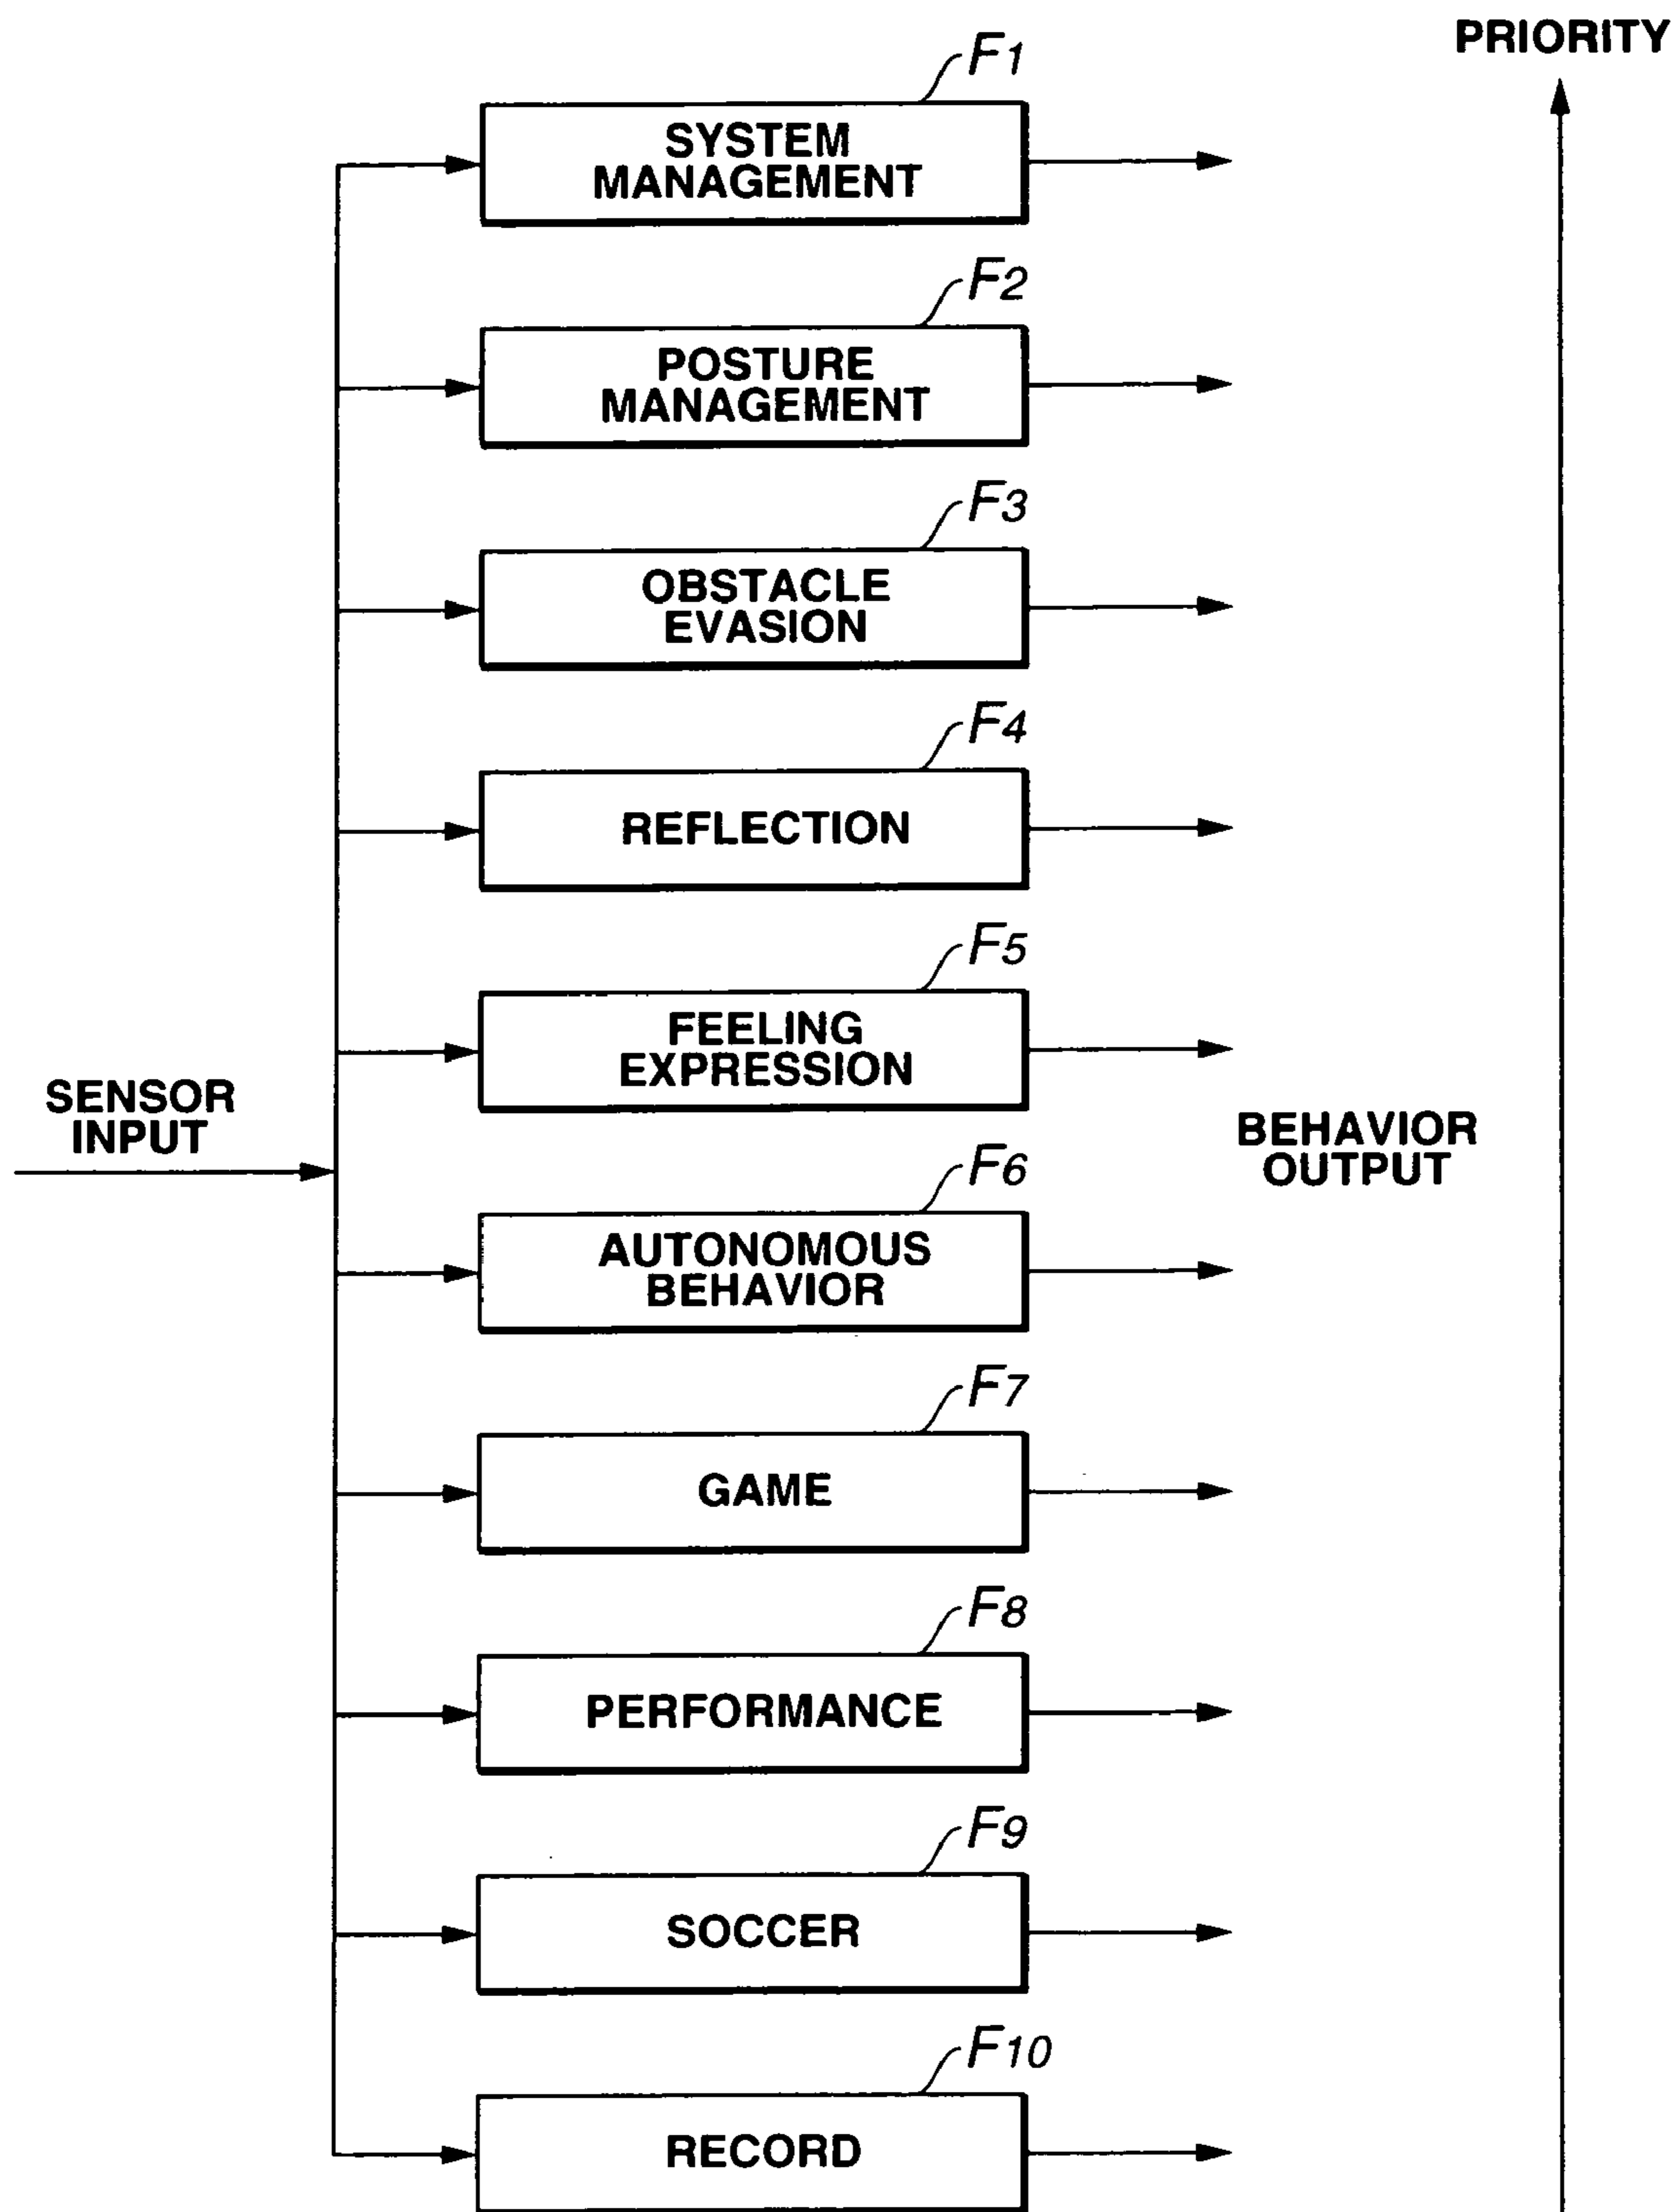 PRIORITY
F1
SYSTEM
MANAGEMENT
F2
POSTURE
MANAGEMENT
F3
OBSTACLE
EVASION
F4
REFLECTION
F5
FEELING
EXPRESSION
SENSOR
INPUT
BEHAVIOR
OUTPUT
F6
AUTONOMOUS
BEHAVIOR
F7
GAME
F8
PERFORMANCE
F9
SOCCER
F10
RECORD